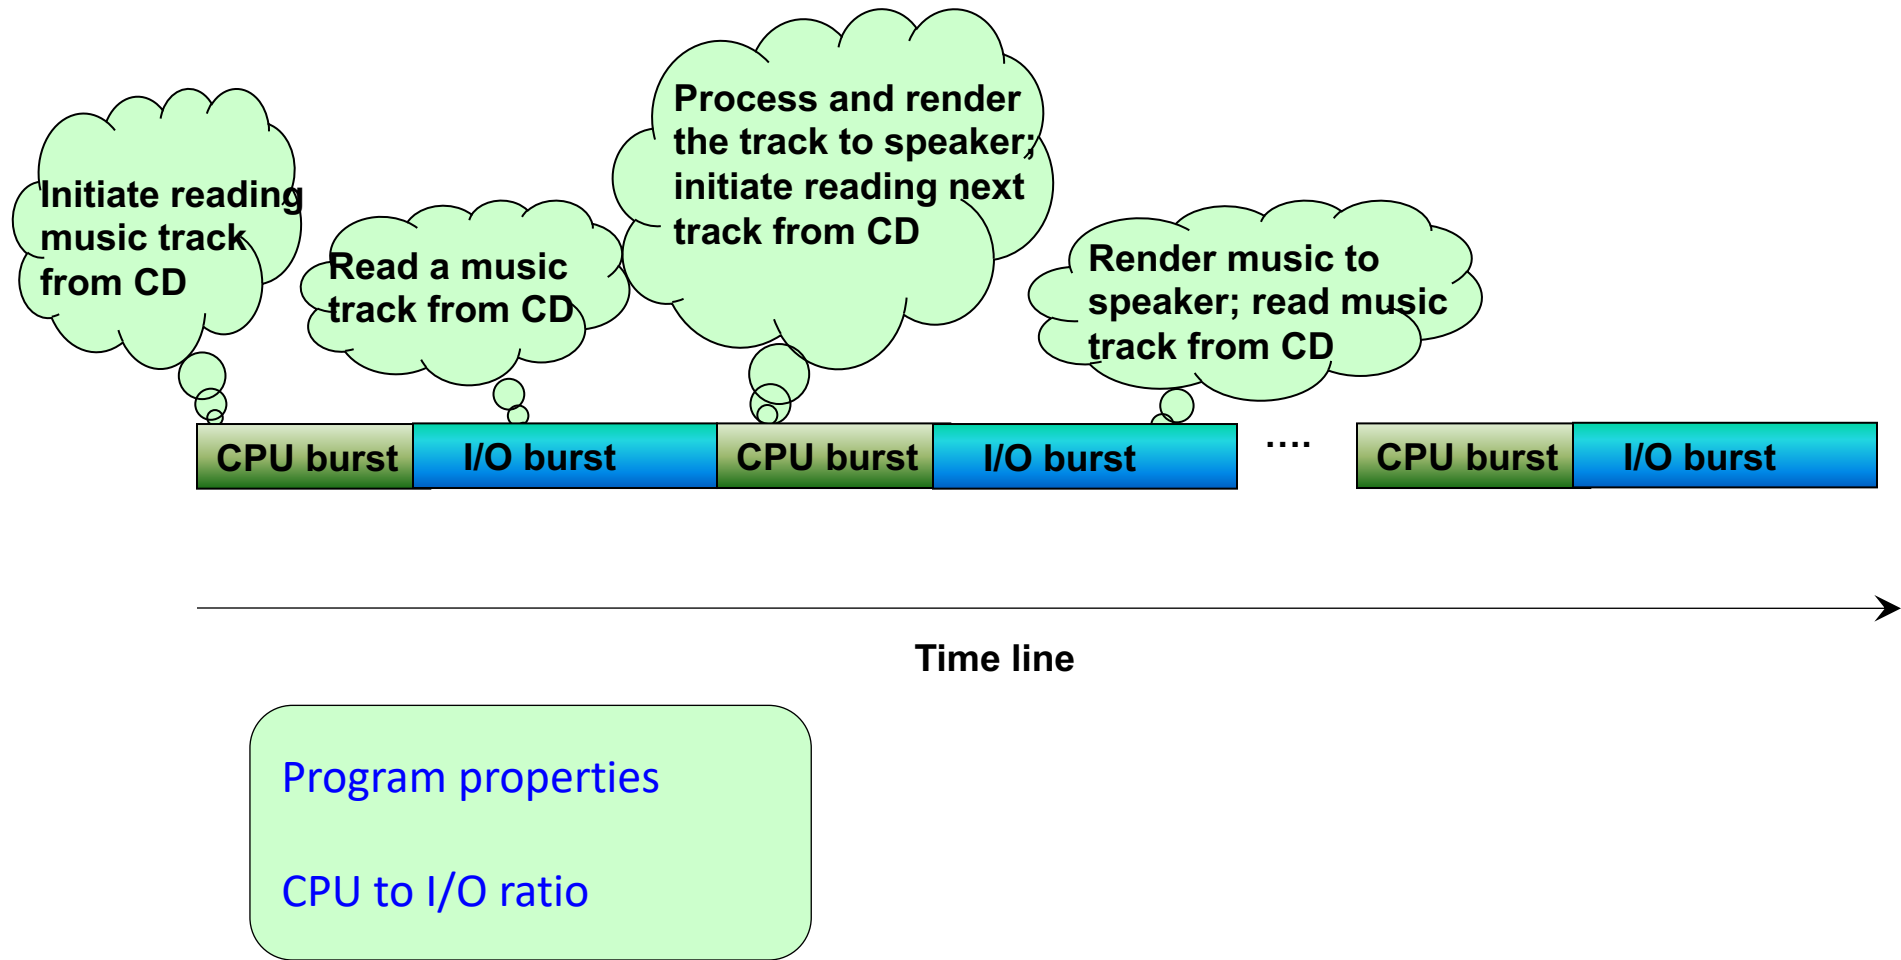 Initiate reading
music track
from CD
Read a music
track from CD
Process and render
the track to speaker;
initiate reading next
track from CD
Render music to
speaker; read music
track from CD
CPU burst
I/O burst
CPU burst
I/O burst
....
CPU burst
I/O burst
Time line
Program properties
CPU to I/O ratio